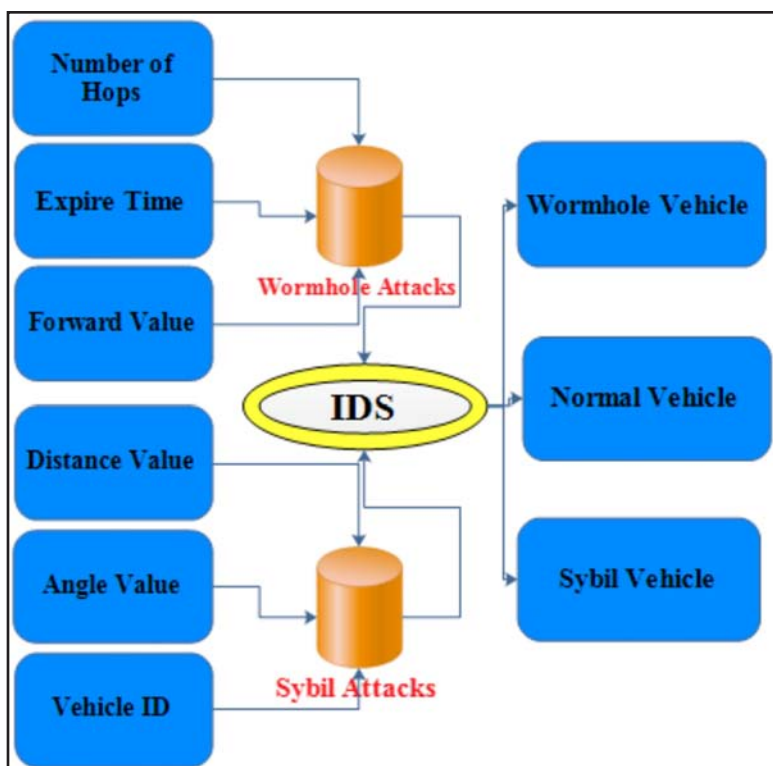 Number of
Hops
Expire Time
Forward Value
Distance Value
Angle Value
Vehicle ID
Wormhole Attacks
IDS
Sybil Attacks
Wormhole Vehicle
Normal Vehicle
Sybil Vehicle